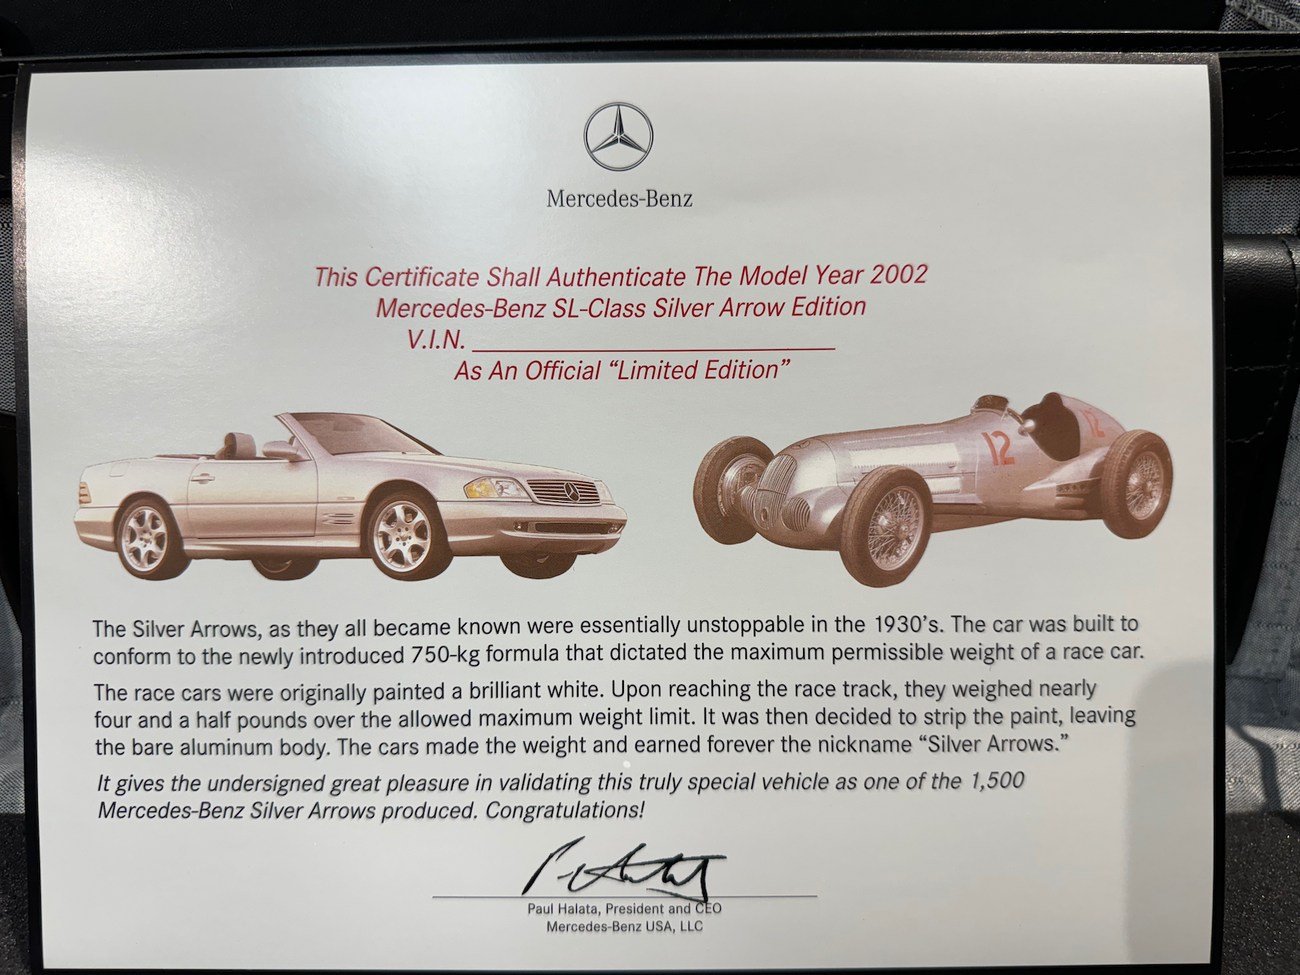 Mercedes-Benz
This Certificate Shall Authenticate The Model Year 2002
Mercedes-Benz SL-Class Silver Arrow Edition
V.I.N. ______________________________
As An Official “Limited Edition”
12
12
The Silver Arrows, as they all became known were essentially unstoppable in the 1930's. The car was built to
conform to the newly introduced 750-kg formula that dictated the maximum permissible weight of a race car.
The race cars were originally painted a brilliant white. Upon reaching the race track, they weighed nearly
four and a half pounds over the allowed maximum weight limit. It was then decided to strip the paint, leaving
the bare aluminum body. The cars made the weight and earned forever the nickname “Silver Arrows.”
It gives the undersigned great pleasure in validating this truly special vehicle as one of the 1,500
Mercedes-Benz Silver Arrows produced. Congratulations!
Paul Halata, President and CEO
Mercedes-Benz USA, LLC